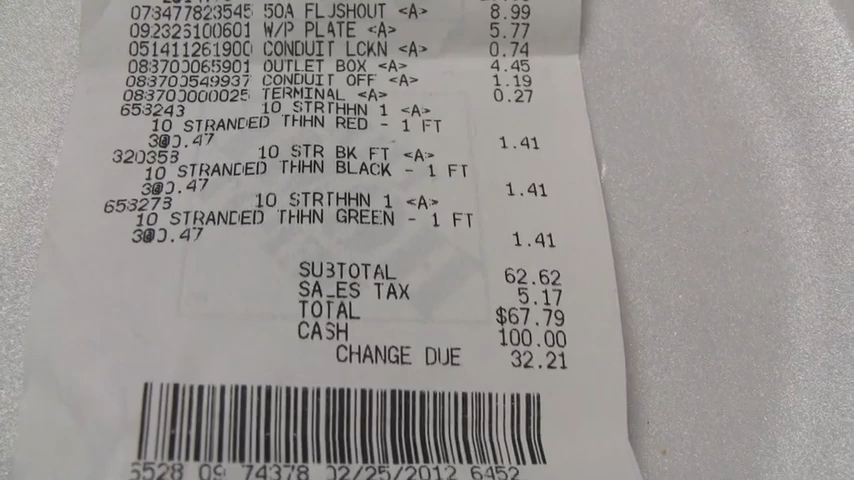 073477823545 50A FLUSHOUT <A> 8.99
092326100601 W/P PLATE <A> 5.77
051411261900 CONDUIT LCKN <A> 0.74
083700065901 OUTLET BOX <A> 4.45
083700549937 CONDUIT OFF <A> 1.19
083700000025 TERMINAL <A> 0.27
653243 10 STRTHHN 1 <A>
10 STRANDED THHN RED - 1 FT
3@0.47 1.41
320353 10 STR BK FT <A>
10 STRANDED THHN BLACK - 1 FT
3@0.47 1.41
653273 10 STRTHHN 1 <A>
10 STRANDED THHN GREEN - 1 FT
3@0.47 1.41
SUBTOTAL 62.62
SALES TAX 5.17
TOTAL $67.79
CASH 100.00
CHANGE DUE 32.21
6528 09 74378 02/25/2012 6452